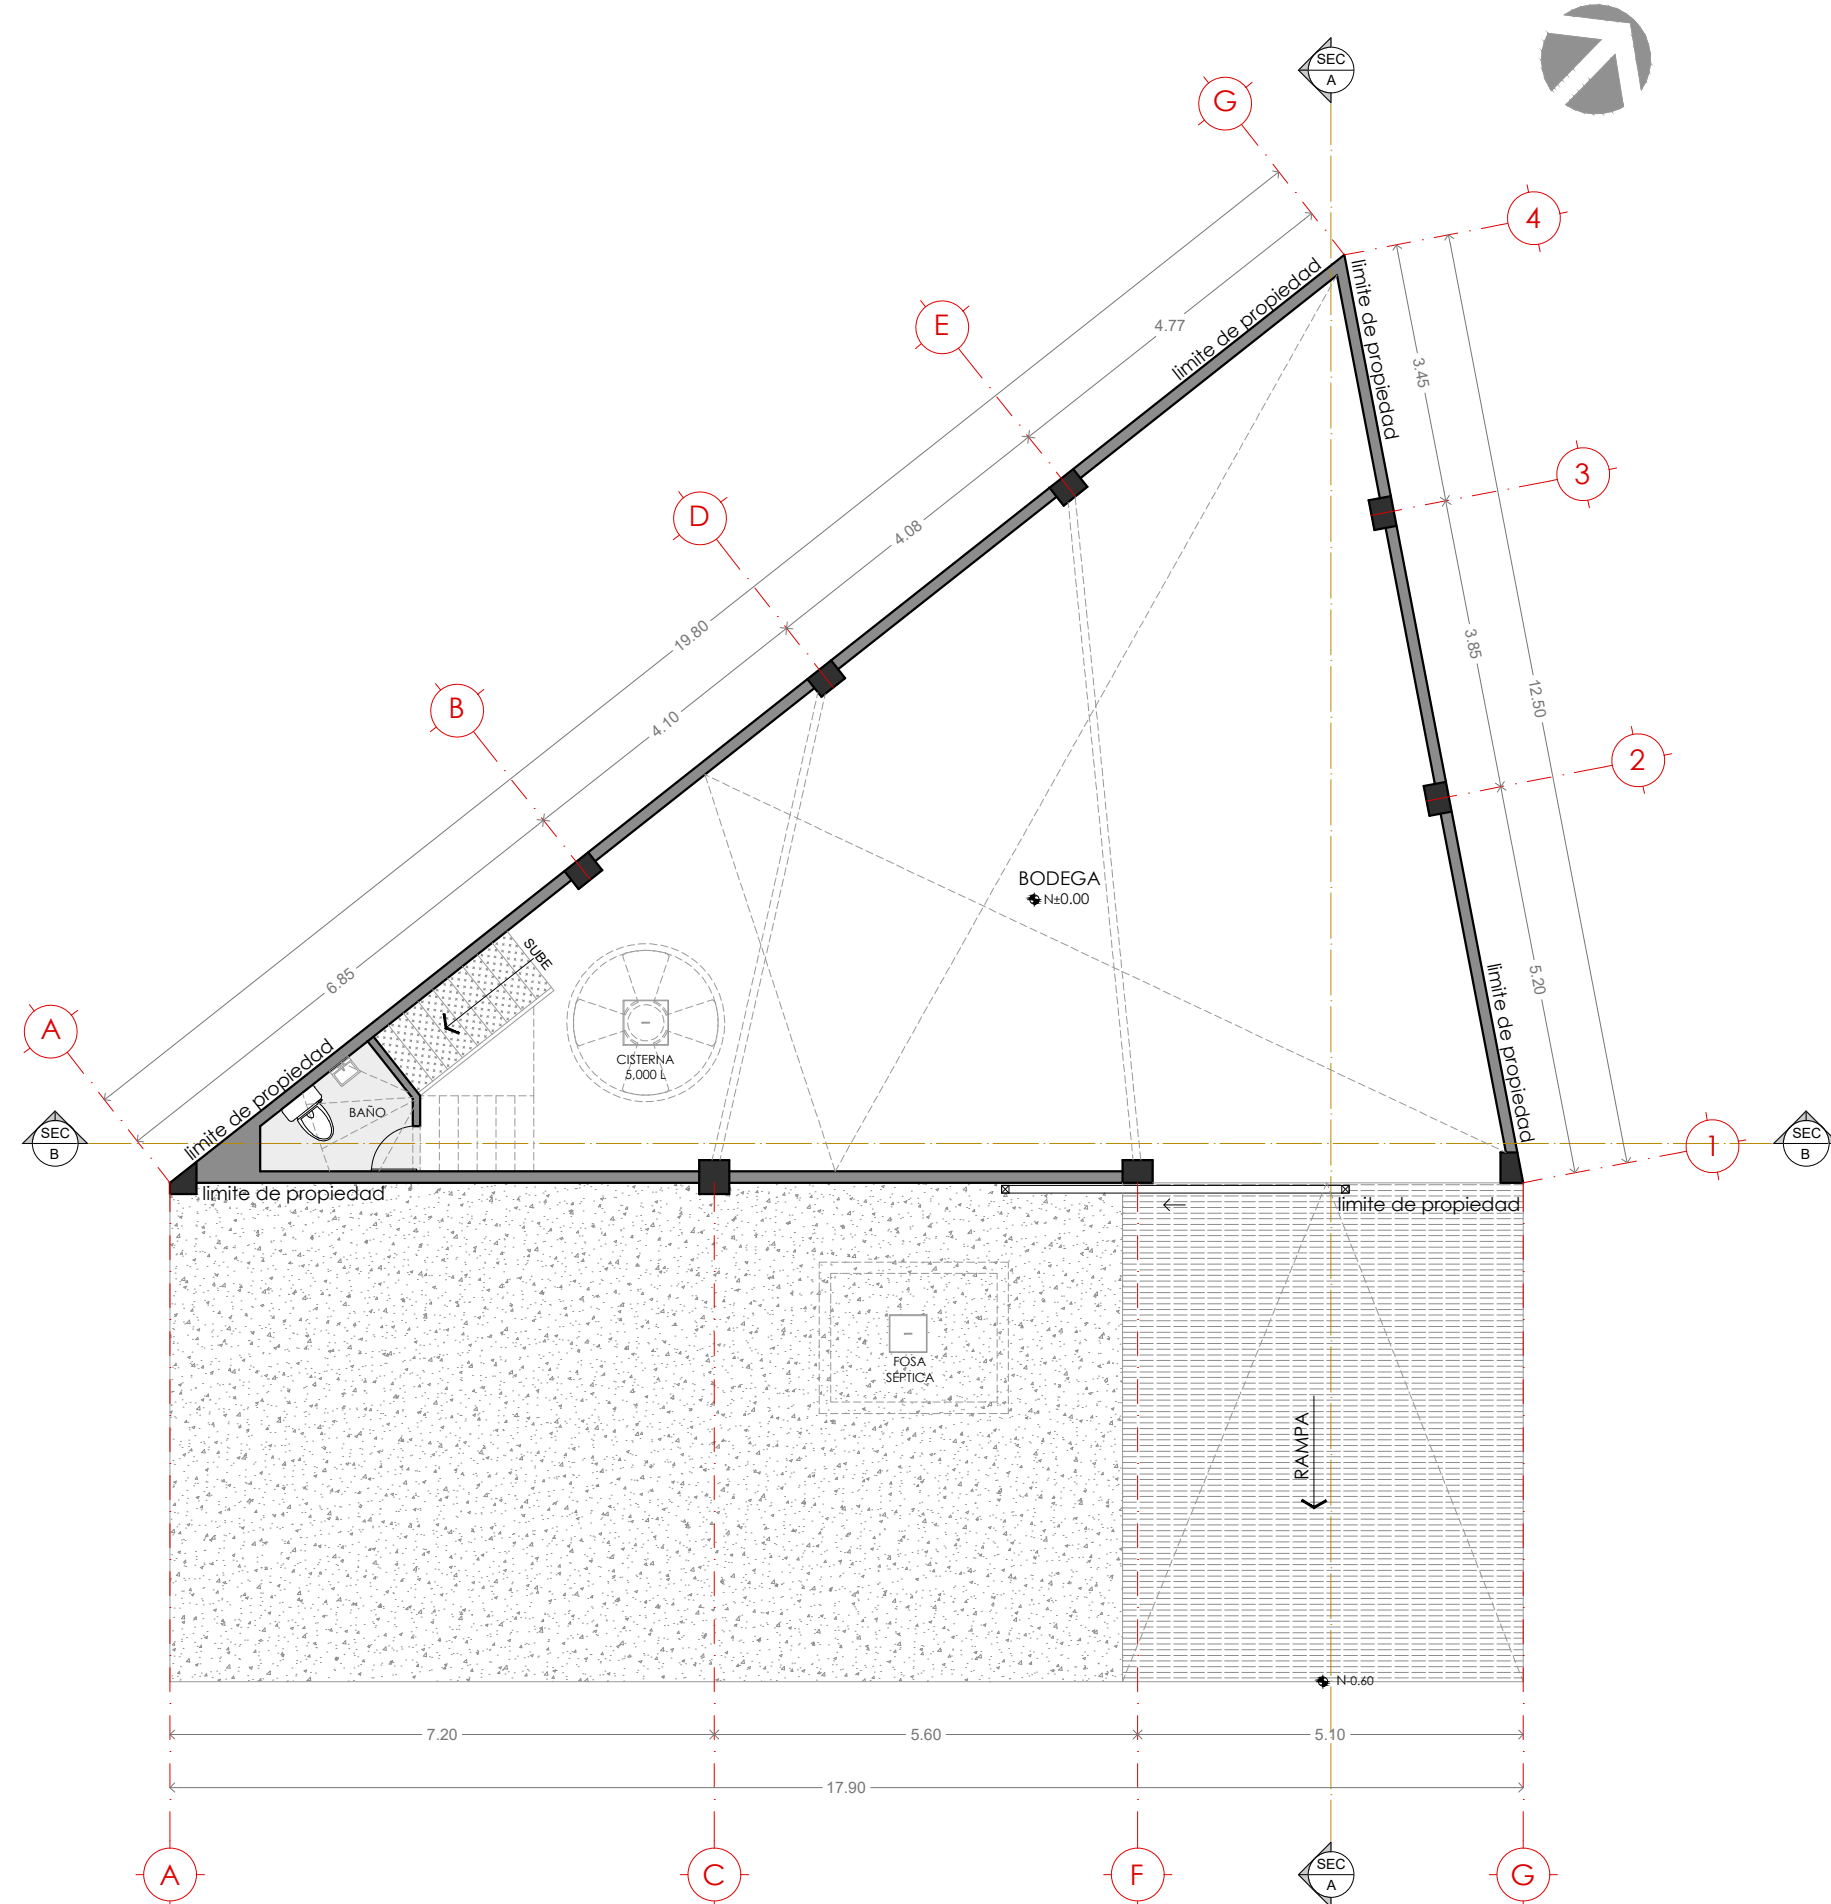 SEC
A
G
4
limite de propiedad
limite de propiedad
E
4.77
3.45
3
D
4.08
19.80
3.85
12.50
B
4.10
2
BODEGA
N±0.00
SUBE
6.85
limite de propiedad
5.20
A
CISTERNA
5,000 L
limite de propiedad
BAÑO
SEC
B
1
SEC
B
limite de propiedad
limite de propiedad
FOSA
SÉPTICA
RAMPA
N-0.60
7.20
5.60
5.10
17.90
A
C
F
SEC
A
G